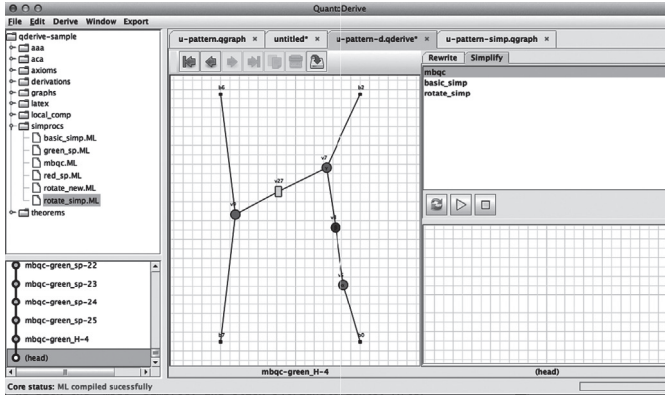 QuantoDerive
File Edit Derive Window Export
qderive-sample
aaa
aca
axioms
derivations
graphs
latex
local_comp
simprocs
basic_simp.ML
green_sp.ML
mbqc.ML
red_sp.ML
rotate_new.ML
rotate_simp.ML
theorems
mbqc-green_sp-22
mbqc-green_sp-23
mbqc-green_sp-24
mbqc-green_sp-25
mbqc-green_H-4
(head)
Core status: ML compiled sucessfully
u-pattern.qgraph × untitled* × u-pattern-d.qderive* × u-pattern-simp.qgraph ×
b2
v7
v27
b7
b0
mbqc-green_H-4
Rewrite Simplify
mbqc
basic_simp
rotate_simp
(head)